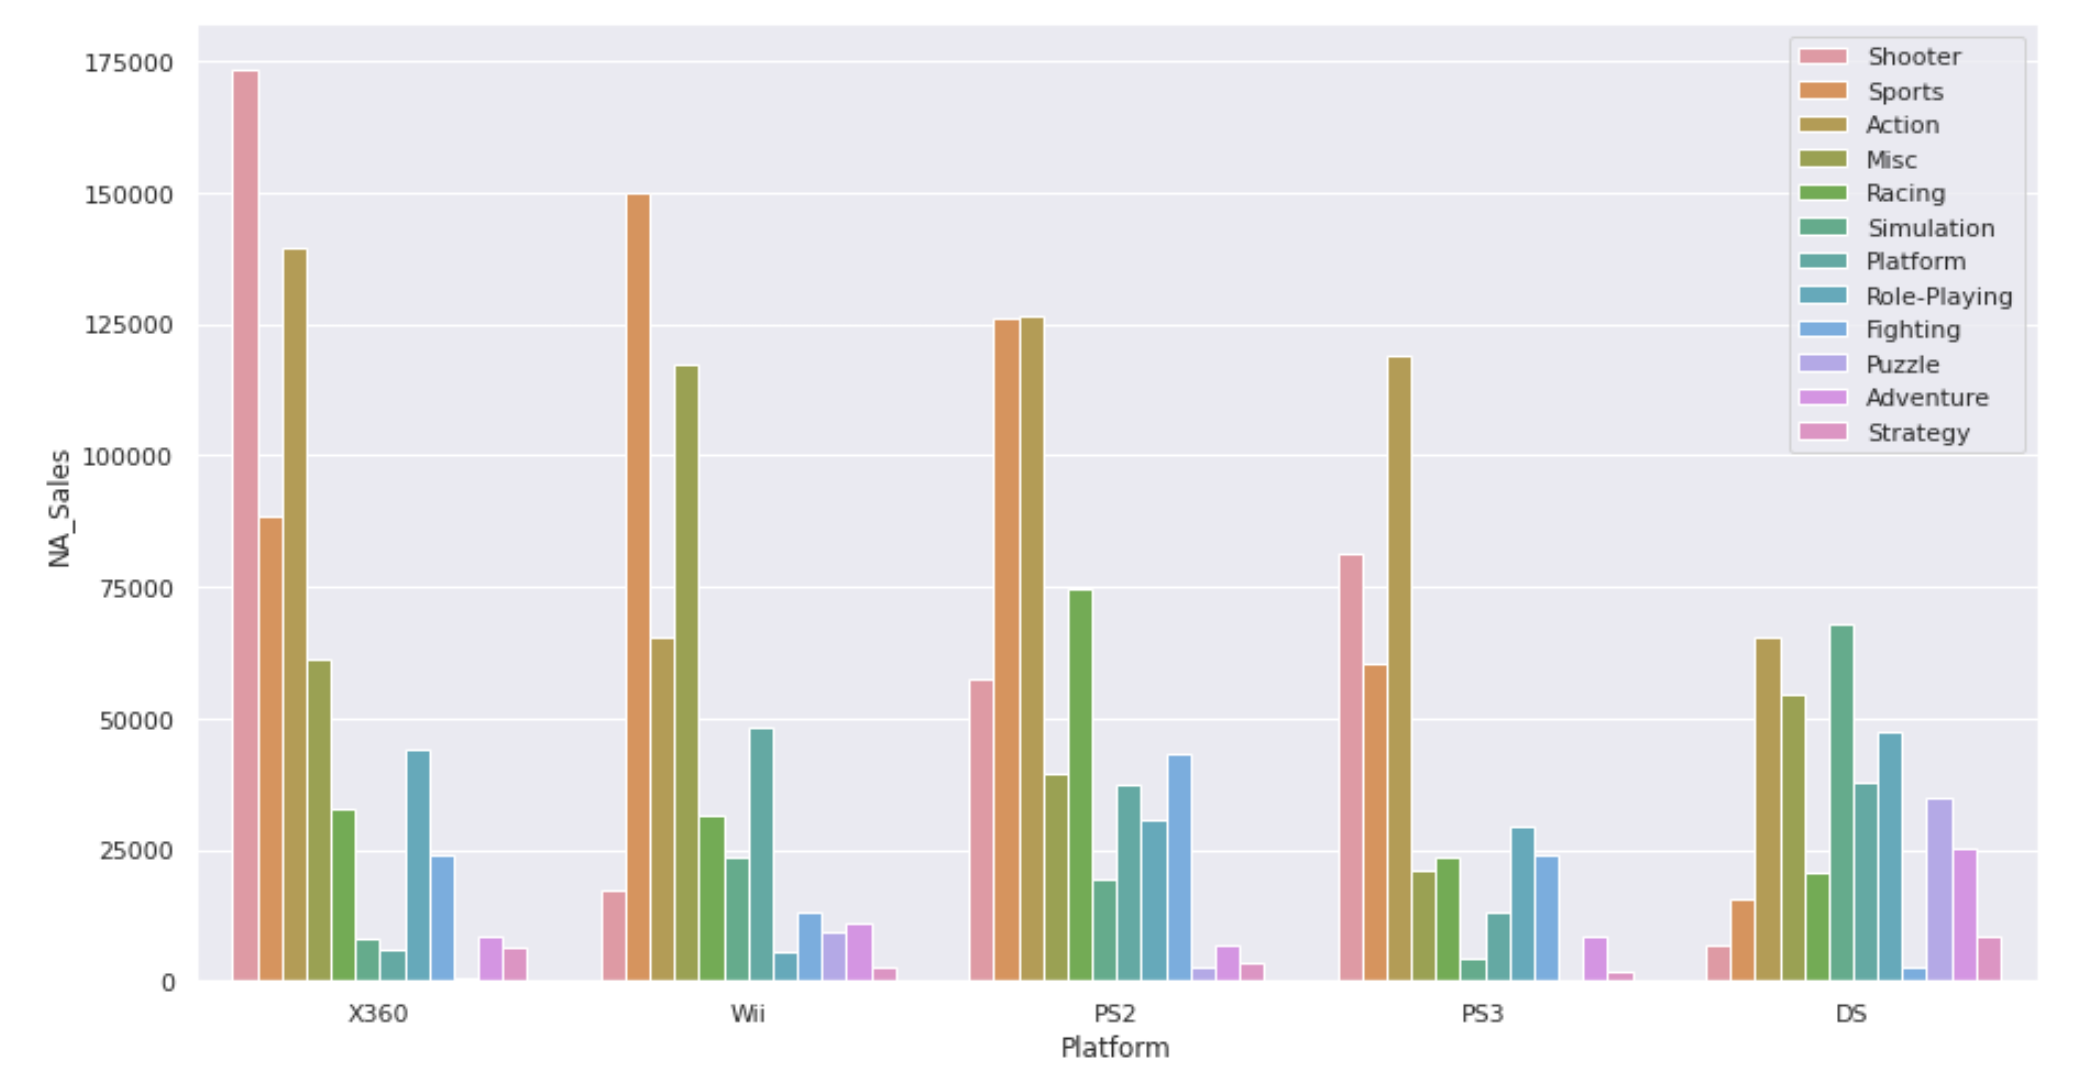 175000
150000
125000
100000
75000
50000
25000
0
NA_Sales
X360 Wii PS2 PS3 DS
Platform
Shooter
Sports
Action
Misc
Racing
Simulation
Platform
Role-Playing
Fighting
Puzzle
Adventure
Strategy